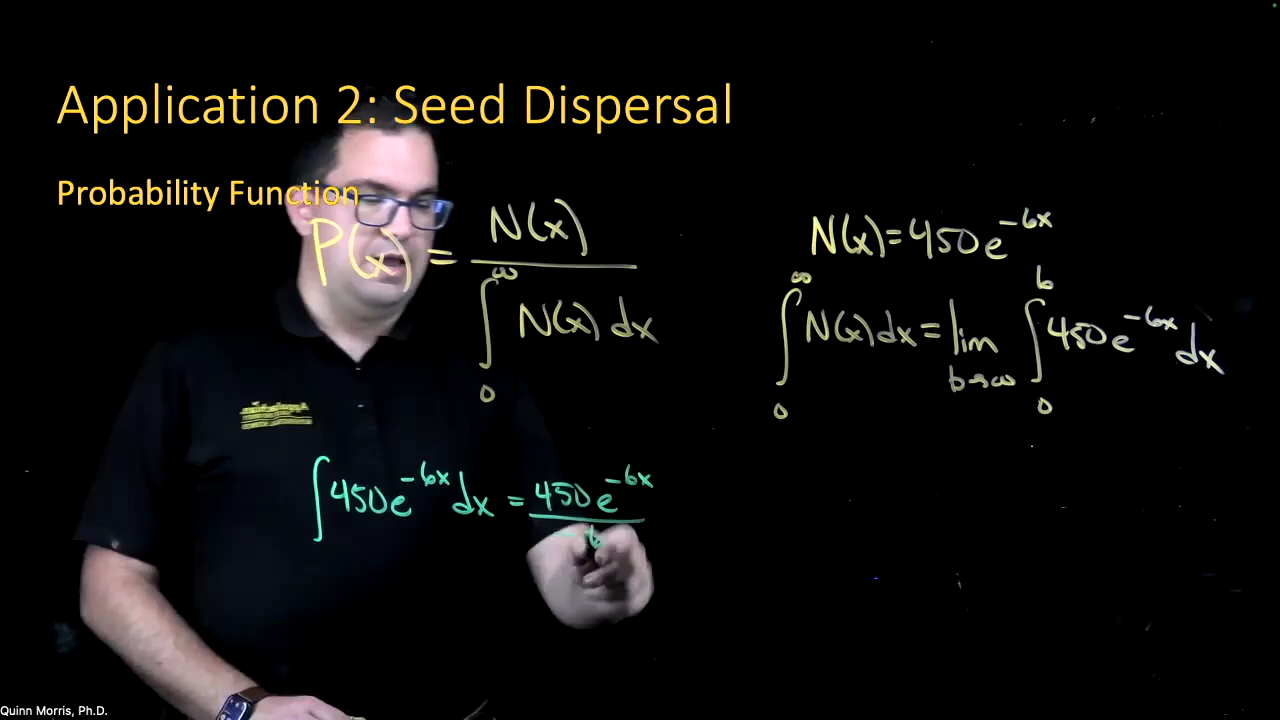 Application 2: Seed Dispersal
Probability Function
P(x) = N(x) / ∫₀^∞ N(x) dx
N(x) = 450e^{-6x}
∫₀^∞ N(x) dx = lim b→∞ ∫₀^b 450e^{-6x} dx
∫ 450e^{-6x} dx = 450e^{-6x} / -6
Quinn Morris, Ph.D.